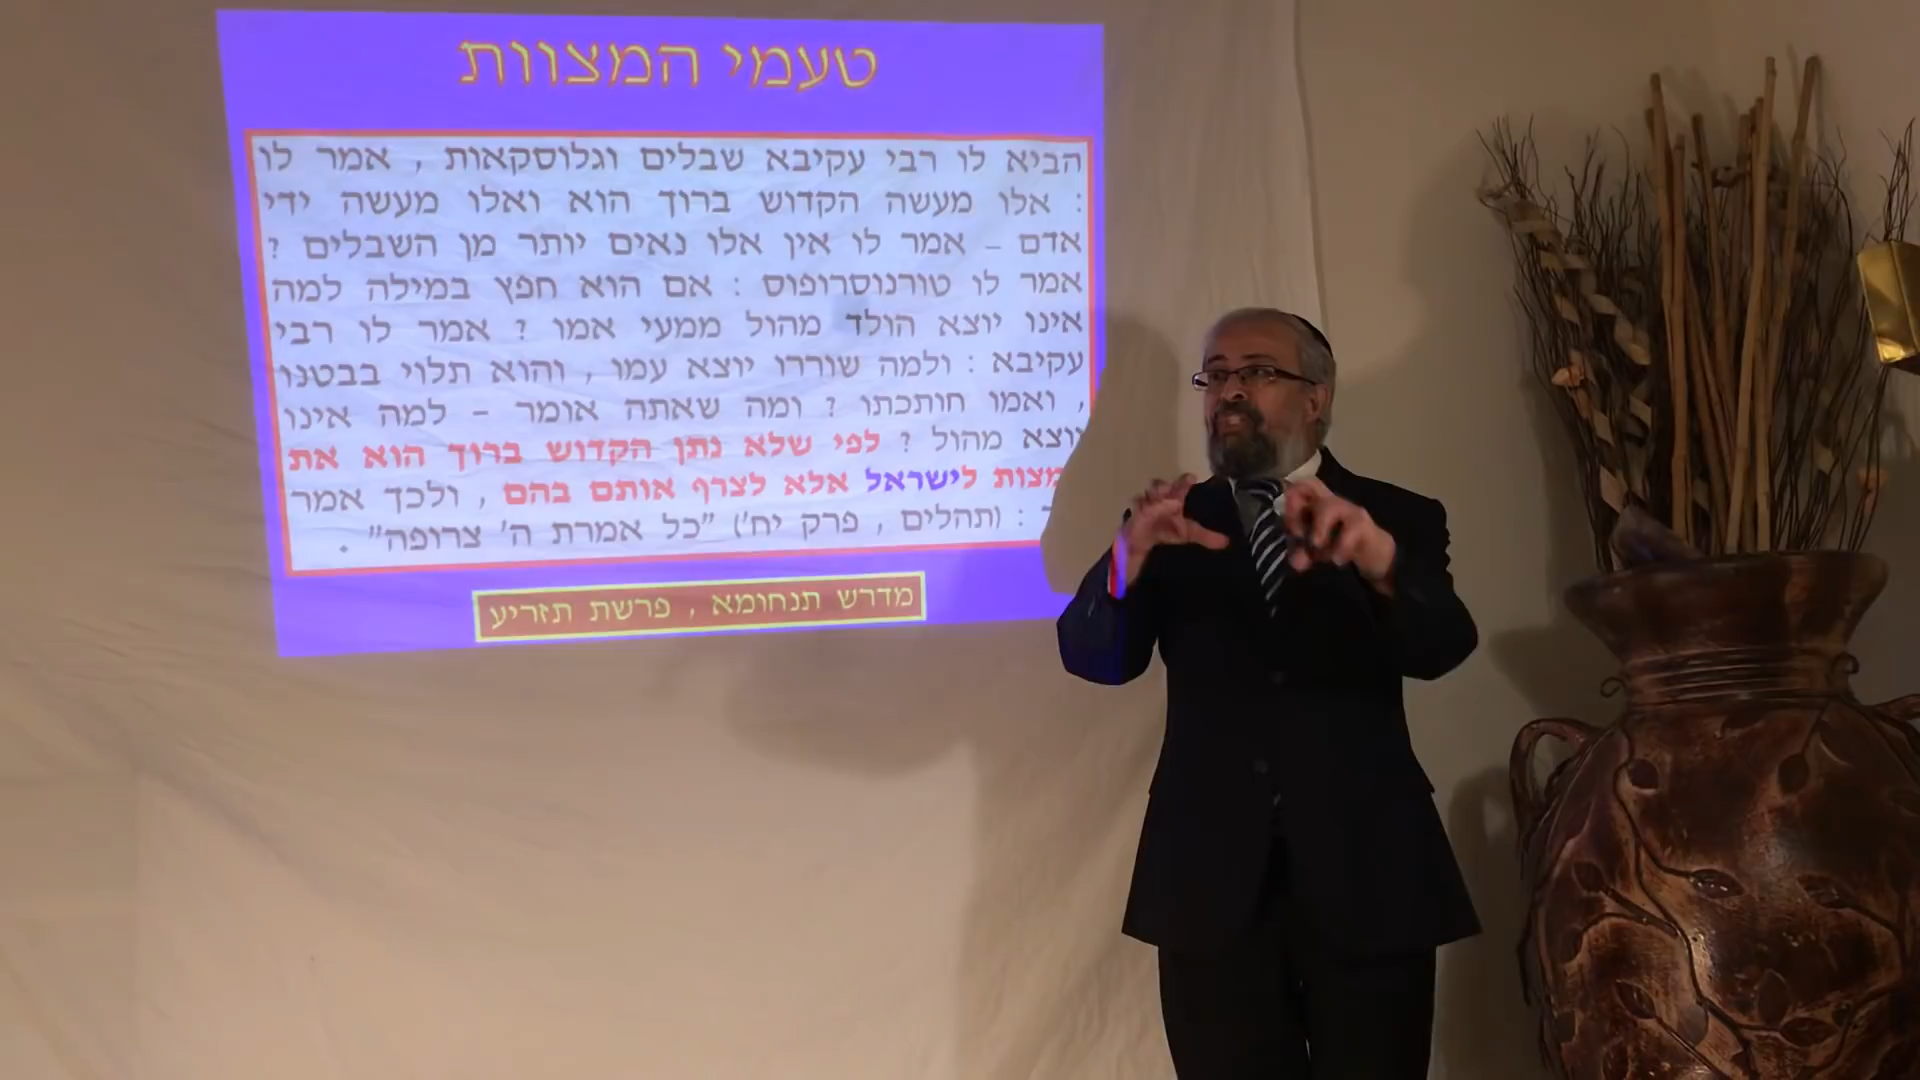 טעמי המצוות
הביא לו רבי עקיבא שבלים וגלוסקאות , אמר לו
: אלו מעשה הקדוש ברוך הוא ואלו מעשה ידי
אדם – אמר לו אין אלו נאים יותר מן השבלים ?
אמר לו טורנוסרופוס : אם הוא חפץ במילה למה
אינו יוצא הולד מהול ממעי אמו ? אמר לו רבי
עקיבא : ולמה שוררו יוצא עמו , והוא תלוי בבטנו
, ואמו חותכתו ? ומה שאתה אומר – למה אינו
יוצא מהול ? לפי שלא נתן הקדוש ברוך הוא את
מצות לישראל אלא לצרף אותם בהם , ולכך אמר
: (תהלים , פרק יח') "כל אמרת ה' צרופה" .
מדרש תנחומא , פרשת תזריע